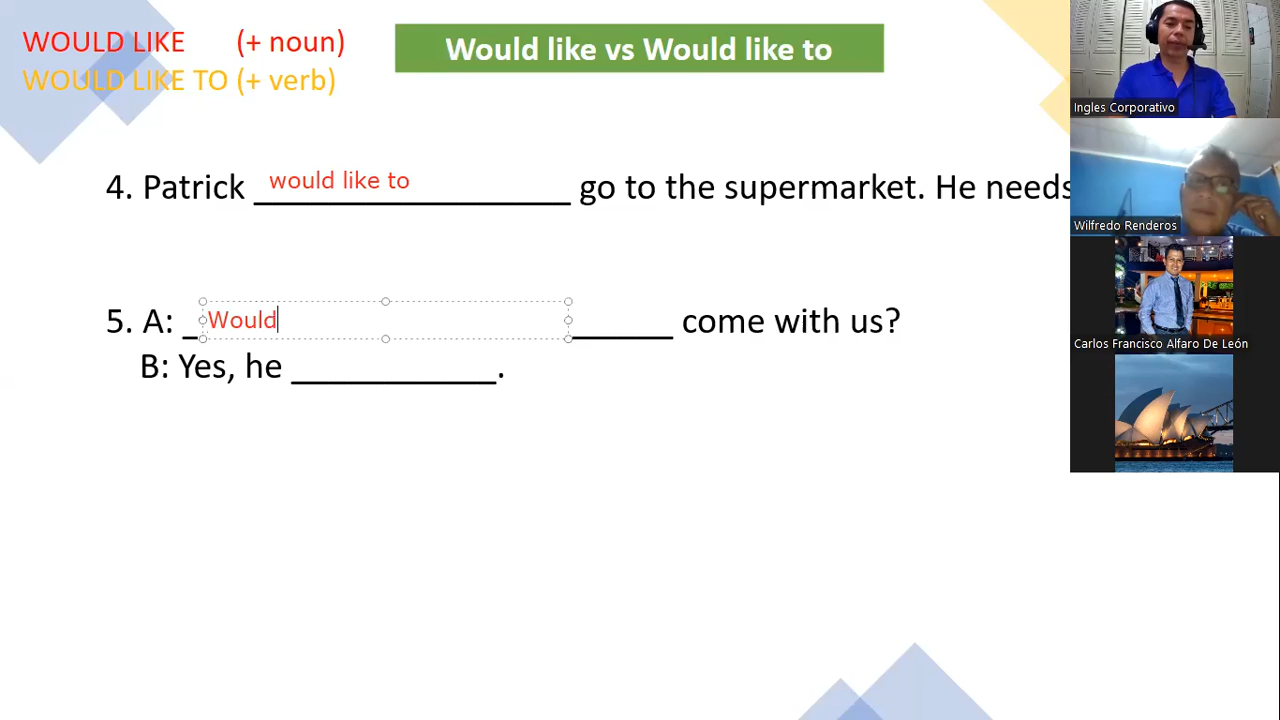 WOULD LIKE (+ noun)
WOULD LIKE TO (+ verb)
Would like vs Would like to
4. Patrick would like to go to the supermarket. He needs
5. A: _ Would ______ come with us?
B: Yes, he ____________.
Ingles Corporativo
Wilfredo Renderos
Carlos Francisco Alfaro De León